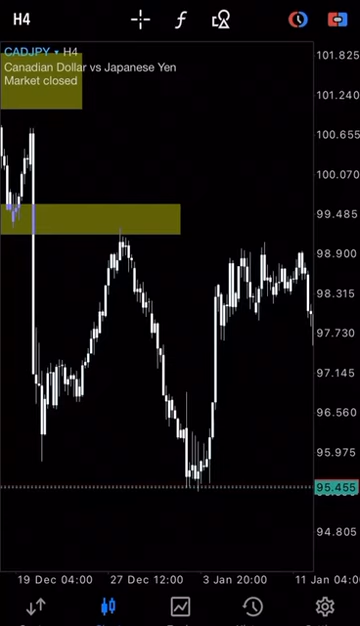 H4
f
CADJPY ▾ H4
Canadian Dollar vs Japanese Yen
Market closed
101.825
101.240
100.655
100.070
99.485
98.900
98.315
97.730
97.145
96.560
95.975
95.455
94.805
19 Dec 04:00
27 Dec 12:00
3 Jan 20:00
11 Jan 04:0